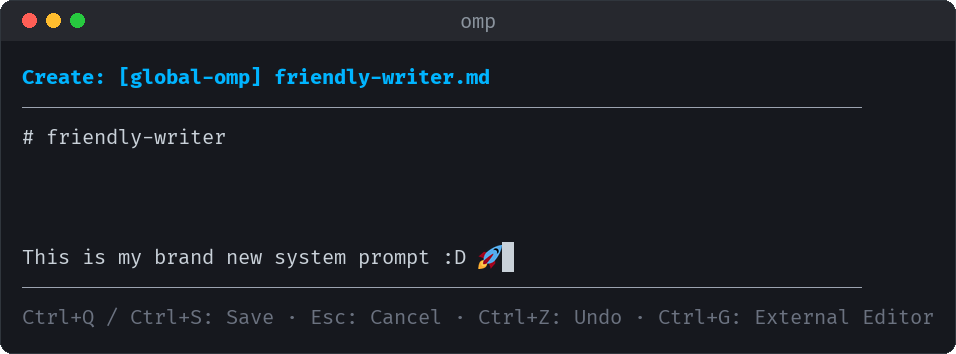 omp
Create: [global-omp] friendly-writer.md
# friendly-writer
This is my brand new system prompt :D 🚀
Ctrl+Q / Ctrl+S: Save · Esc: Cancel · Ctrl+Z: Undo · Ctrl+G: External Editor